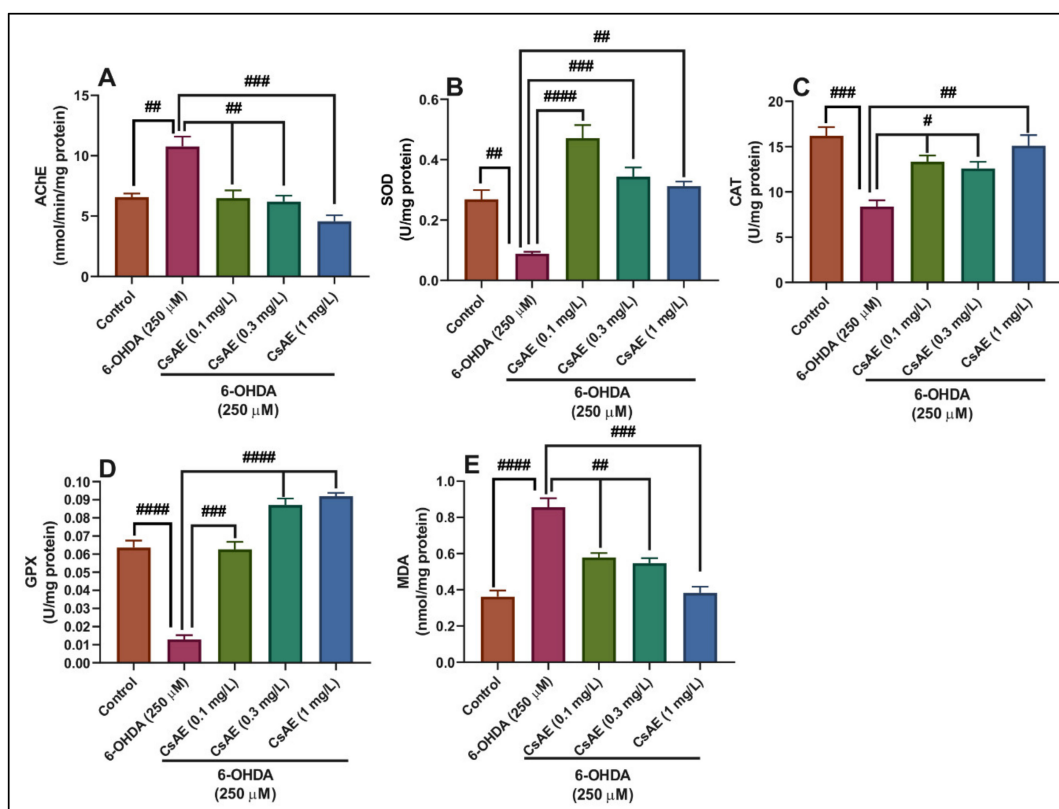 A
AChE
(nmol/min/mg protein)
15
10
5
0
##
##
###
Control
6-OHDA (250 μM)
CsAE (0.1 mg/L)
CsAE (0.3 mg/L)
CsAE (1 mg/L)
6-OHDA
(250 μM)
B
SOD
(U/mg protein)
0.6
0.4
0.2
0.0
##
####
###
##
Control
6-OHDA (250 μM)
CsAE (0.1 mg/L)
CsAE (0.3 mg/L)
CsAE (1 mg/L)
6-OHDA
(250 μM)
C
CAT
(U/mg protein)
20
15
10
5
0
###
#
##
Control
6-OHDA (250 μM)
CsAE (0.1 mg/L)
CsAE (0.3 mg/L)
CsAE (1 mg/L)
6-OHDA
(250 μM)
D
GPX
(U/mg protein)
0.10
0.09
0.08
0.07
0.06
0.05
0.04
0.03
0.02
0.01
0.00
####
###
####
Control
6-OHDA (250 μM)
CsAE (0.1 mg/L)
CsAE (0.3 mg/L)
CsAE (1 mg/L)
6-OHDA
(250 μM)
E
MDA
(nmol/mg protein)
1.0
0.8
0.6
0.4
0.2
0.0
####
##
###
Control
6-OHDA (250 μM)
CsAE (0.1 mg/L)
CsAE (0.3 mg/L)
CsAE (1 mg/L)
6-OHDA
(250 μM)